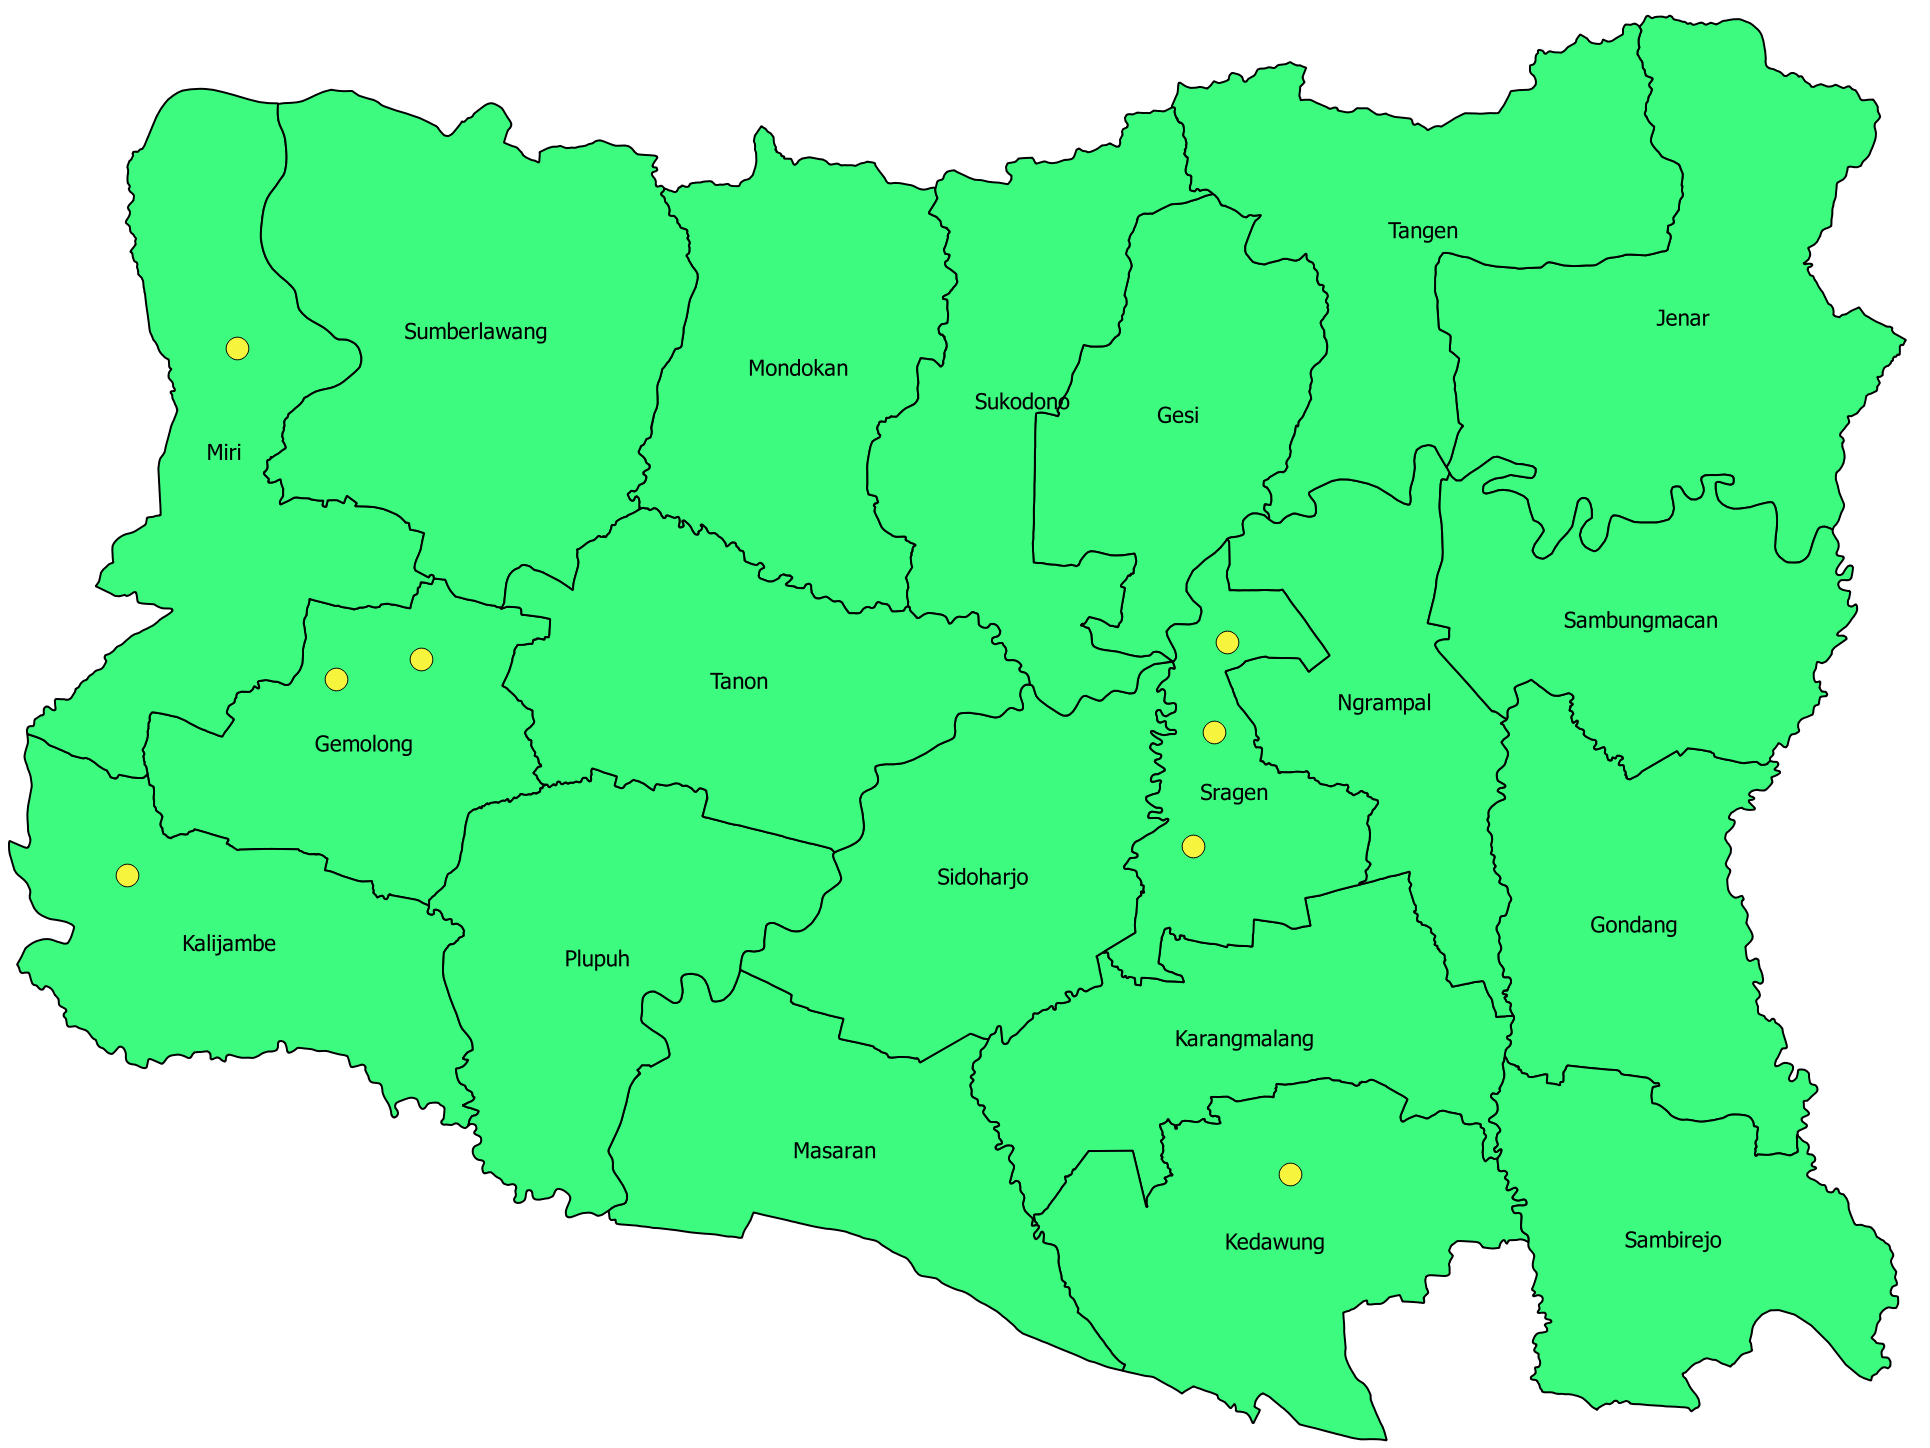 Tangen
Jenar
Sumberlawang
Mondokan
Sukodono
Gesi
Miri
Sambungmacan
Tanon
Ngrampal
Gemolong
Sragen
Sidoharjo
Gondang
Kalijambe
Plupuh
Karangmalang
Masaran
Kedawung
Sambirejo